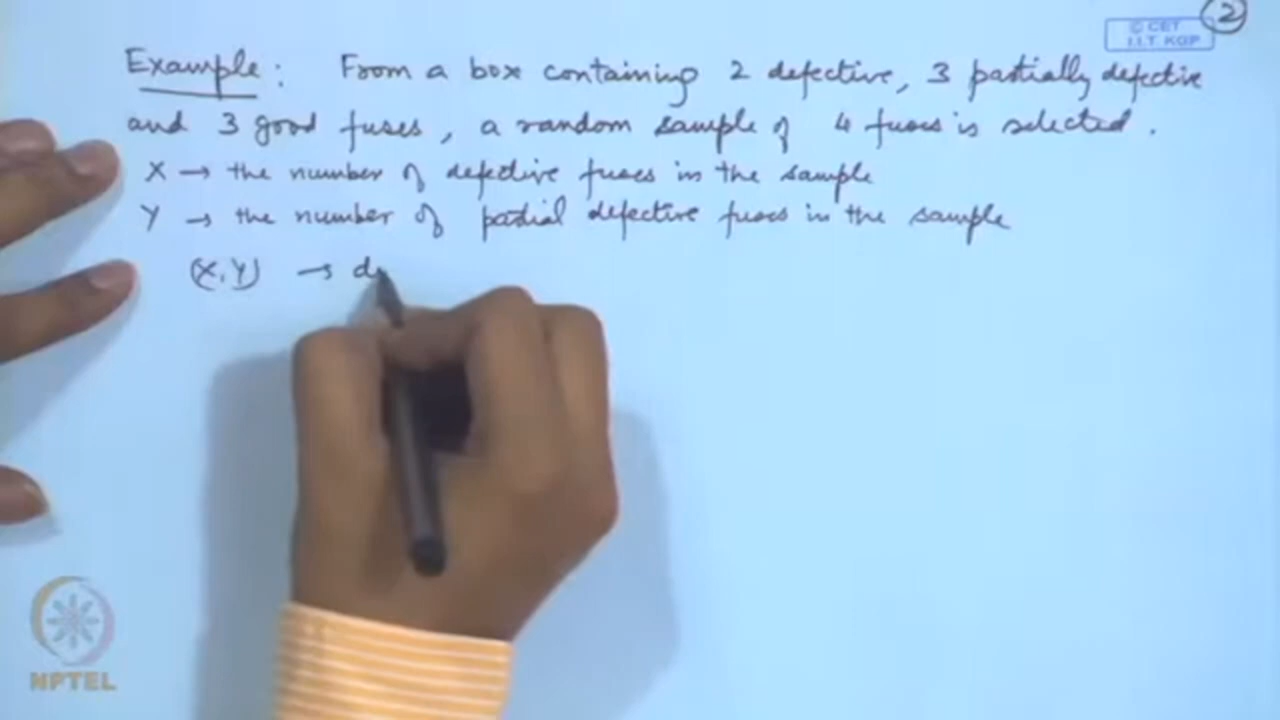 2
© CET
I.I.T. KGP
Example: From a box containing 2 defective, 3 partially defective
and 3 good fuses, a random sample of 4 fuses is selected.
X → the number of defective fuses in the sample
Y → the number of partial defective fuses in the sample
(X,Y) →
NPTEL